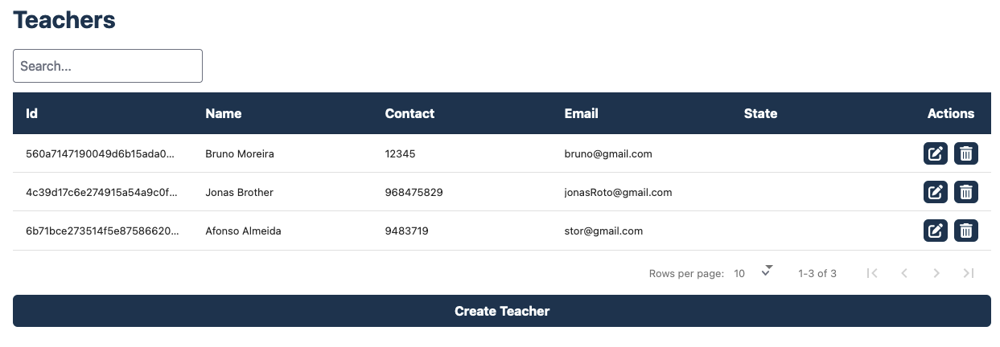 Teachers
Search...
Id Name Contact Email State Actions
560a7147190049d6b15ada0... Bruno Moreira 12345 bruno@gmail.com
4c39d17c6e274915a54a9c0f... Jonas Brother 968475829 jonasRoto@gmail.com
6b71bce273514f5e87586620... Afonso Almeida 9483719 stor@gmail.com
Rows per page: 10 1-3 of 3
Create Teacher